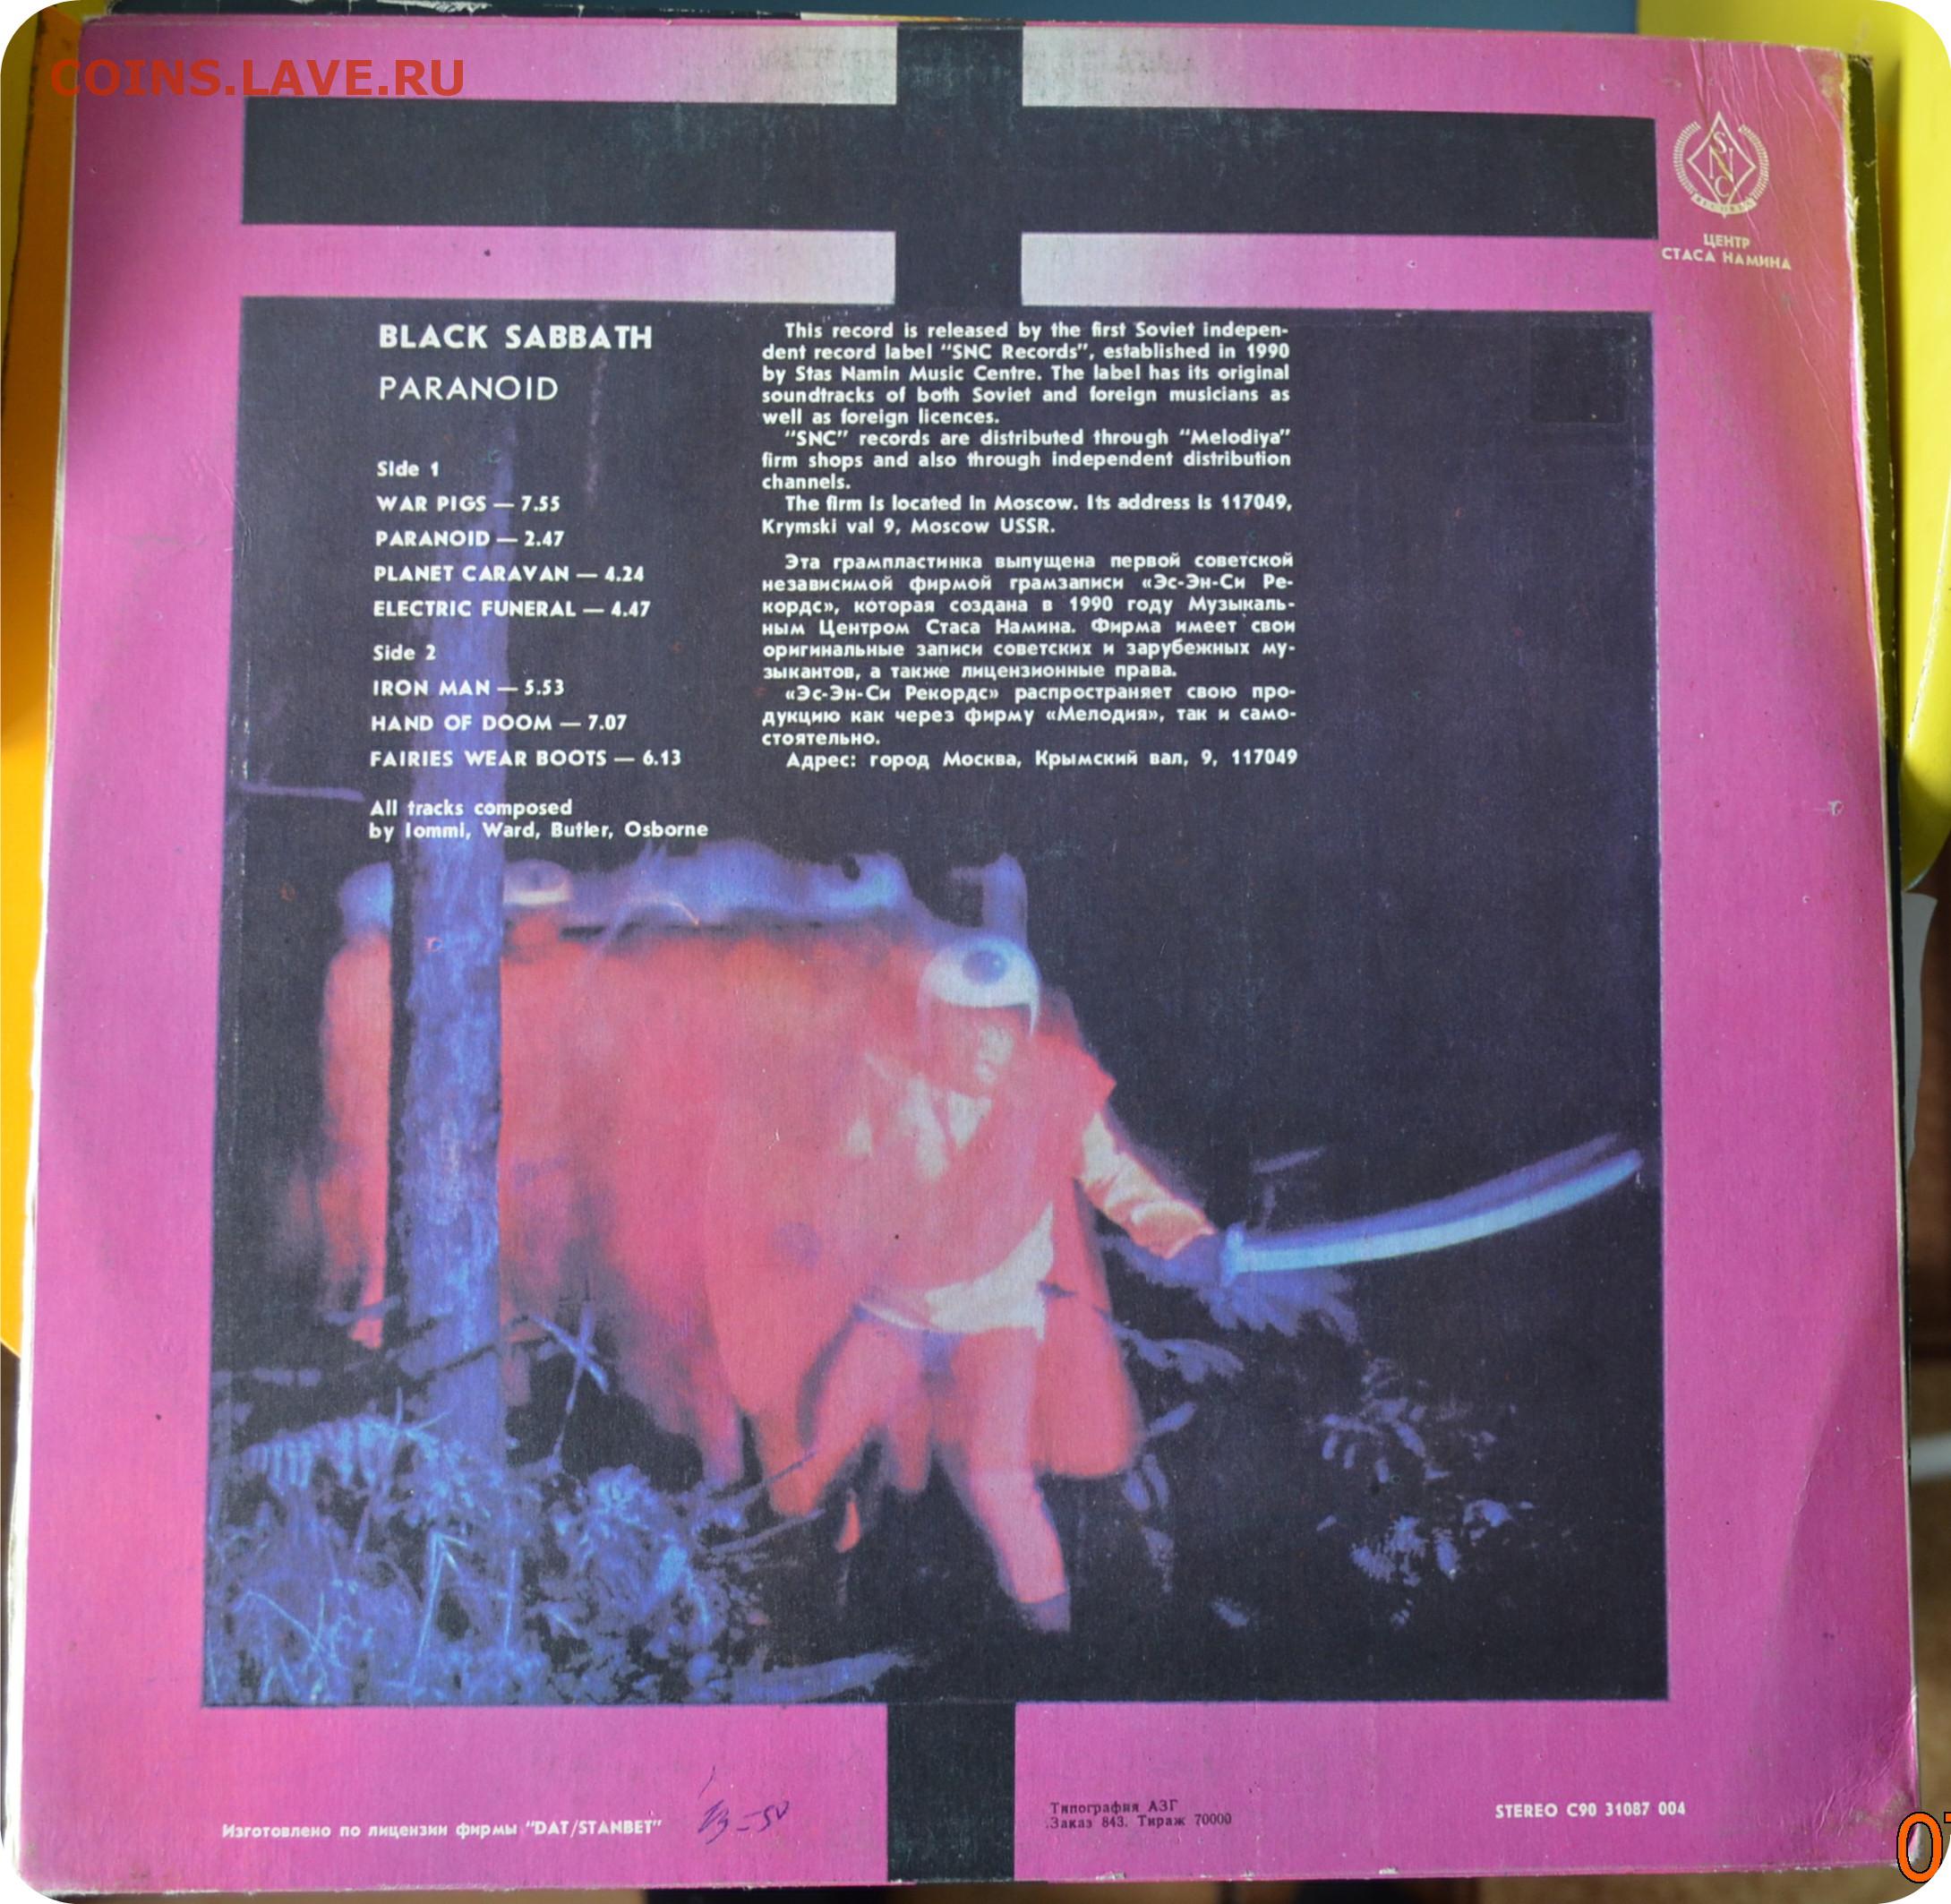 COINS.LAVE.RU
S
N
C
RECORDS
ЦЕНТР
СТАСА НАМИНА
BLACK SABBATH
PARANOID
Side 1
WAR PIGS — 7.55
PARANOID — 2.47
PLANET CARAVAN — 4.24
ELECTRIC FUNERAL — 4.47
Side 2
IRON MAN — 5.53
HAND OF DOOM — 7.07
FAIRIES WEAR BOOTS — 6.13
All tracks composed
by Iommi, Ward, Butler, Osborne
This record is released by the first Soviet indepen-
dent record label “SNC Records”, established in 1990
by Stas Namin Music Centre. The label has its original
soundtracks of both Soviet and foreign musicians as
well as foreign licences.
“SNC” records are distributed through “Melodiya”
firm shops and also through independent distribution
channels.
The firm is located in Moscow. Its address is 117049,
Krymski val 9, Moscow USSR.
Эта грампластинка выпущена первой советской
независимой фирмой грамзаписи «Эс-Эн-Си Ре-
кордс», которая создана в 1990 году Музыкаль-
ным Центром Стаса Намина. Фирма имеет свои
оригинальные записи советских и зарубежных му-
зыкантов, а также лицензионные права.
«Эс-Эн-Си Рекордс» распространяет свою про-
дукцию как через фирму «Мелодия», так и само-
стоятельно.
Адрес: город Москва, Крымский вал, 9, 117049
Изготовлено по лицензии фирмы "DAT/STANBET"
Типография АЗГ
Заказ 843. Тираж 70000
STEREO C90 31087 004